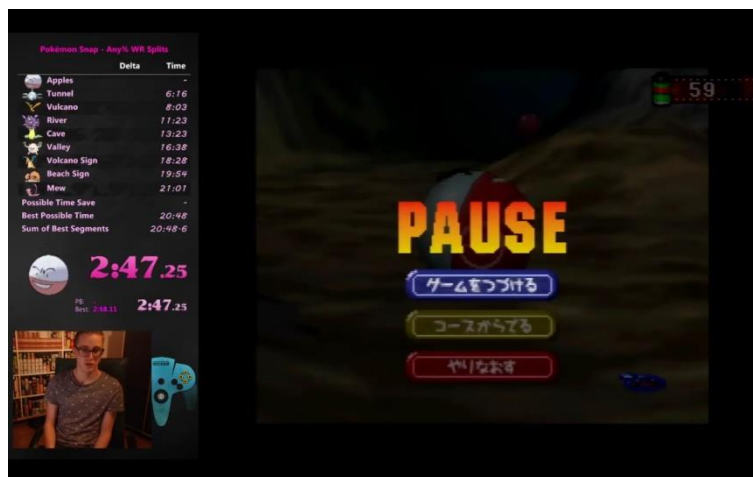 Pokémon Snap - Any% WR Splits
Delta Time
Apples -
Tunnel 6:16
Vulcano 8:03
River 11:23
Cave 13:23
Valley 16:38
Volcano Sign 18:28
Beach Sign 19:54
Mew 21:01
Possible Time Save -
Best Possible Time 20:48
Sum of Best Segments 20:48.6
2:47.25
PB: -
Best: 2:47.25
59
PAUSE
ゲームをつづける
コースからでる
やりなおす